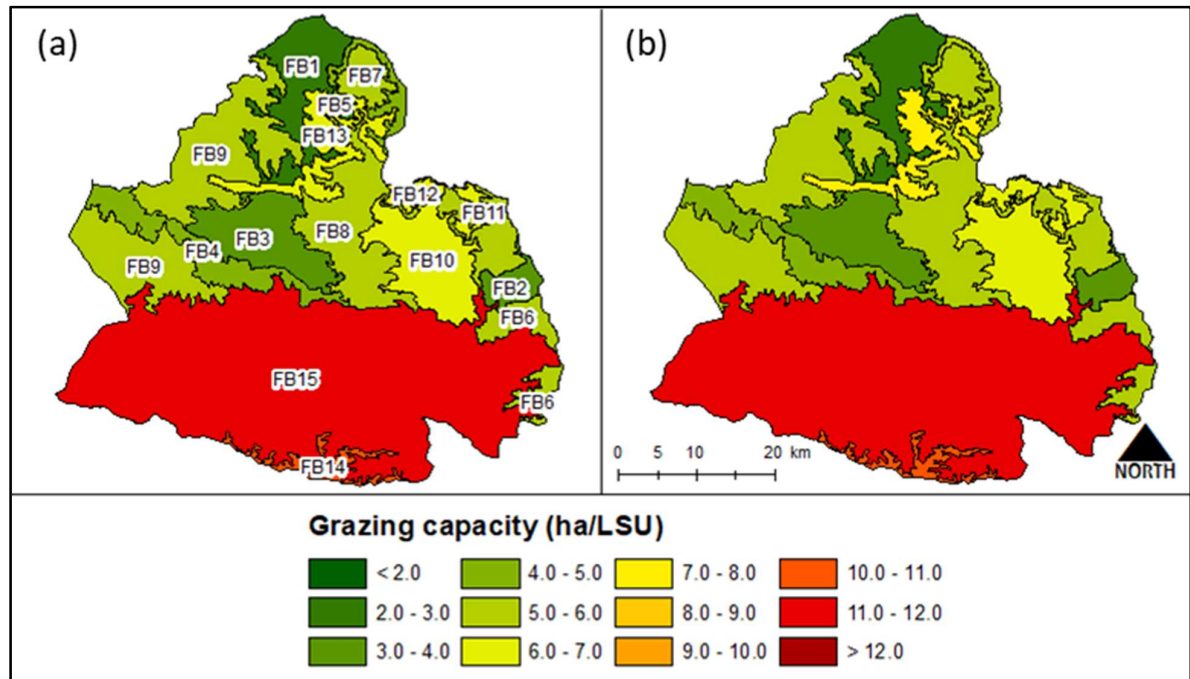 (a)
(b)
FB1
FB7
FB5
FB13
FB9
FB12
FB11
FB3
FB8
FB4
FB10
FB9
FB2
FB6
FB15
FB6
FB14
0 5 10 20 km
NORTH
Grazing capacity (ha/LSU)
< 2.0 4.0 - 5.0 7.0 - 8.0 10.0 - 11.0
2.0 - 3.0 5.0 - 6.0 8.0 - 9.0 11.0 - 12.0
3.0 - 4.0 6.0 - 7.0 9.0 - 10.0 > 12.0